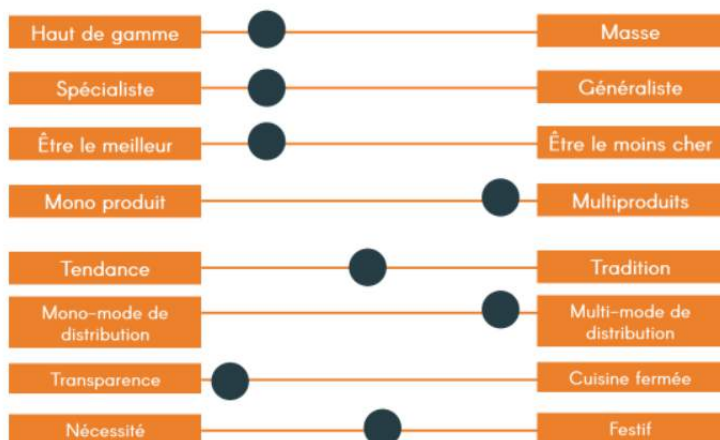 Haut de gamme Masse
Spécialiste Généraliste
Être le meilleur Être le moins cher
Mono produit Multiproduits
Tendance Tradition
Mono-mode de Multi-mode de
distribution distribution
Transparence Cuisine fermée
Nécessité Festif